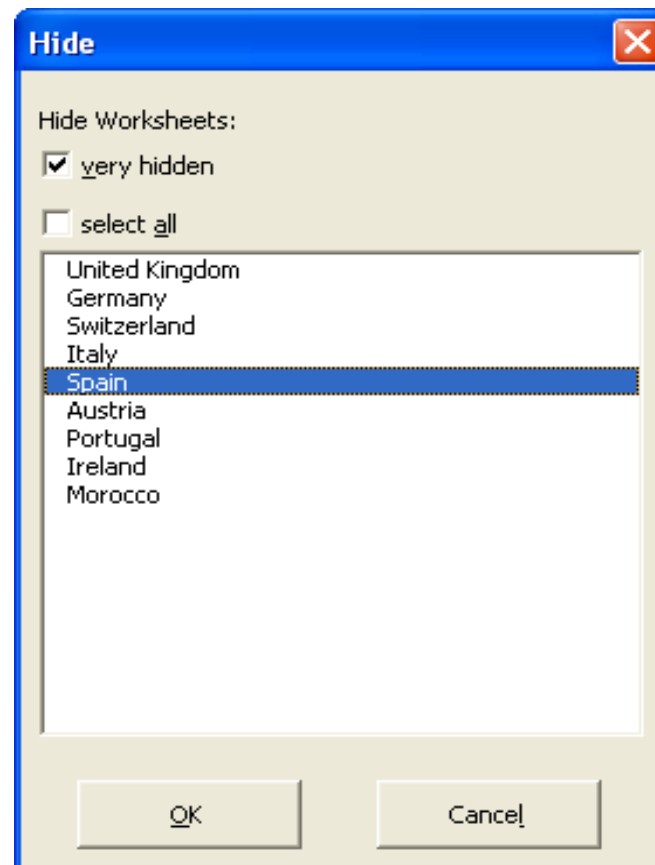 Hide
Hide Worksheets:
very hidden
select all
United Kingdom
Germany
Switzerland
Italy
Spain
Austria
Portugal
Ireland
Morocco
OK
Cancel